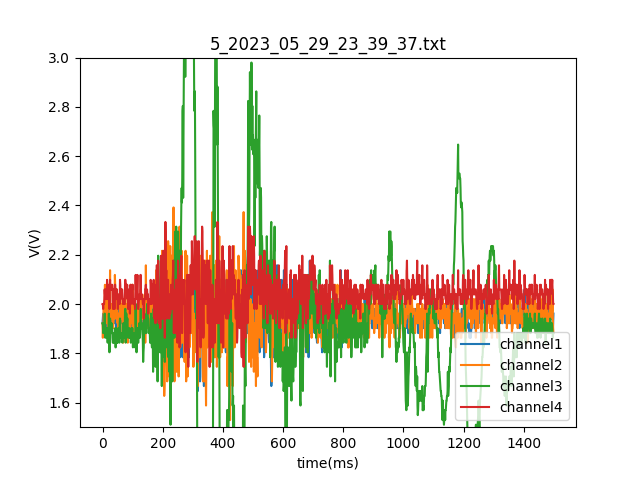 5_2023_05_29_23_39_37.txt
3.0
2.8
2.6
2.4
2.2
2.0
1.8
1.6
V(V)
0 200 400 600 800 1000 1200 1400
time(ms)
channel1
channel2
channel3
channel4